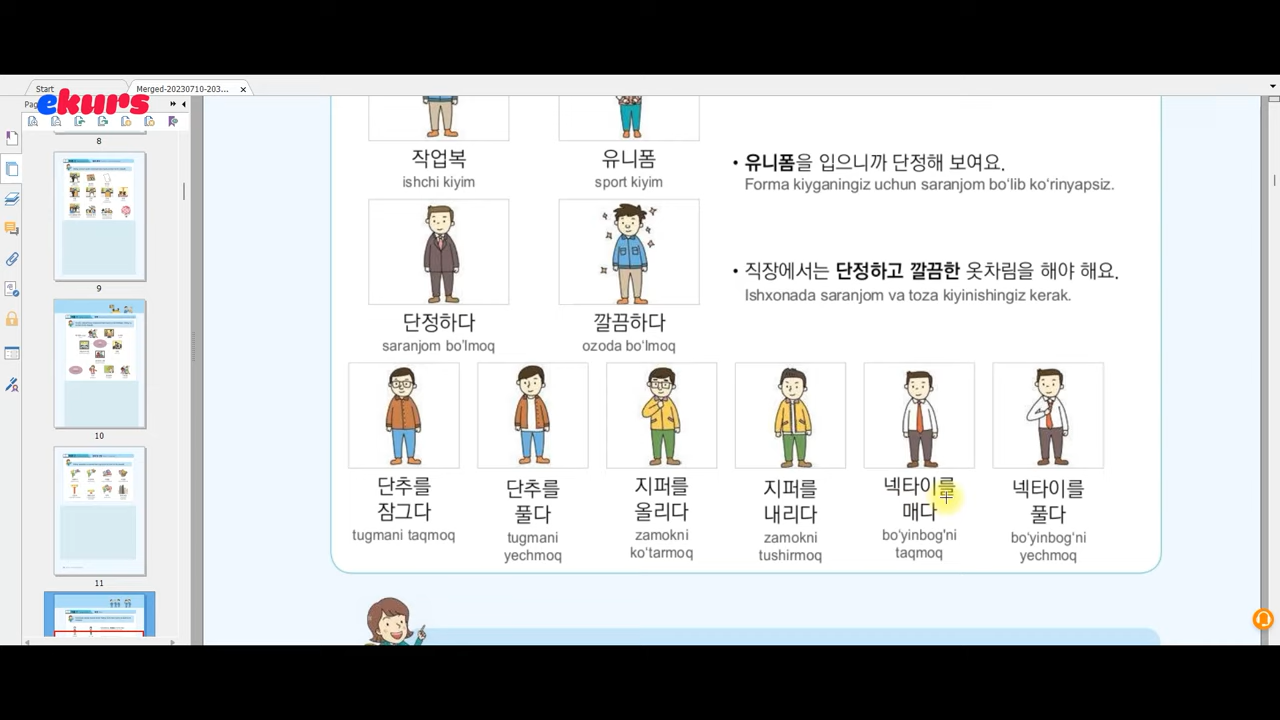 Start
Merged-20230710-203...
ekurs
8
9
10
11
작업복
ishchi kiyim
유니폼
sport kiyim
• 유니폼을 입으니까 단정해 보여요.
Forma kiyganingiz uchun saranjom bo'lib ko'rinyapsiz.
• 직장에서는 단정하고 깔끔한 옷차림을 해야 해요.
Ishxonada saranjom va toza kiyinishingiz kerak.
단정하다
saranjom bo'lmoq
깔끔하다
ozoda bo'lmoq
단추를
잠그다
tugmani taqmoq
단추를
풀다
tugmani
yechmoq
지퍼를
올리다
zamokni
ko'tarmoq
지퍼를
내리다
zamokni
tushirmoq
넥타이를
매다
bo'yinbog'ni
taqmoq
넥타이를
풀다
bo'yinbog'ni
yechmoq